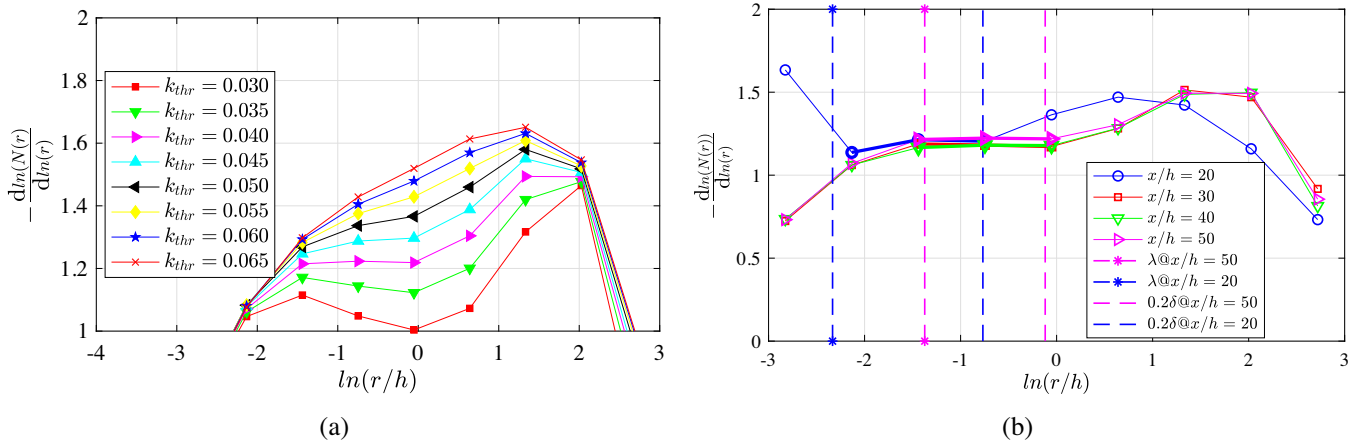 2
1.8
1.6
1.4
1.2
1
-4 -3 -2 -1 0 1 2 3
ln(r/h)
− dln(N(r)) / dln(r)
k_thr = 0.030
k_thr = 0.035
k_thr = 0.040
k_thr = 0.045
k_thr = 0.050
k_thr = 0.055
k_thr = 0.060
k_thr = 0.065
(a)
2
1.5
1
0.5
0
-3 -2 -1 0 1 2 3
ln(r/h)
− dln(N(r)) / dln(r)
x/h = 20
x/h = 30
x/h = 40
x/h = 50
λ@x/h = 50
λ@x/h = 20
0.2δ@x/h = 50
0.2δ@x/h = 20
(b)